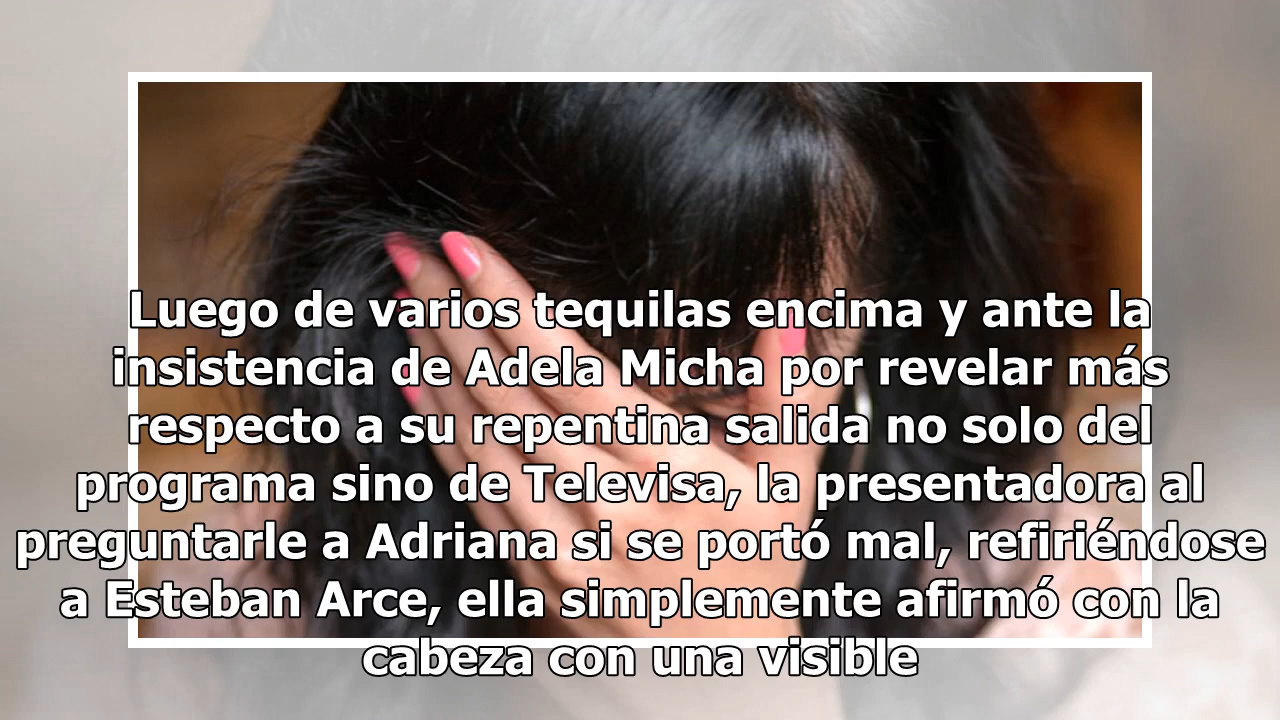 Luego de varios tequilas encima y ante la
insistencia de Adela Micha por revelar más
respecto a su repentina salida no solo del
programa sino de Televisa, la presentadora al
preguntarle a Adriana si se portó mal, refiriéndose
a Esteban Arce, ella simplemente afirmó con la
cabeza con una visible